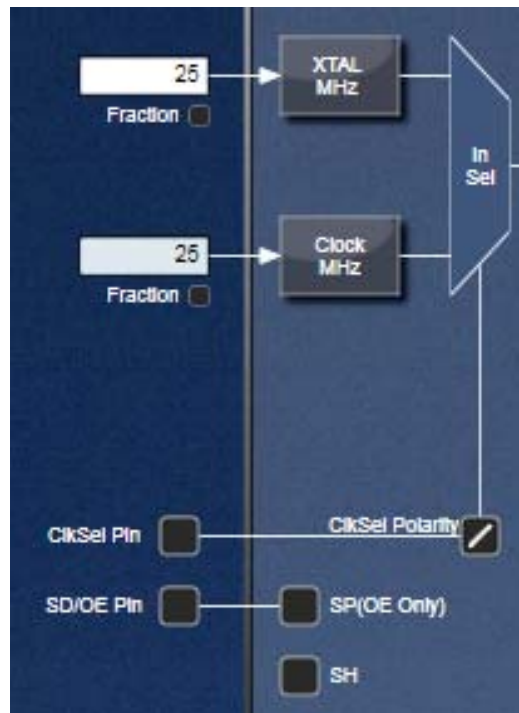 25
XTAL
MHz
Fraction
In
Sel
25
Clock
MHz
Fraction
ClkSel Pin
ClkSel Polarity
SD/OE Pin
SP(OE Only)
SH